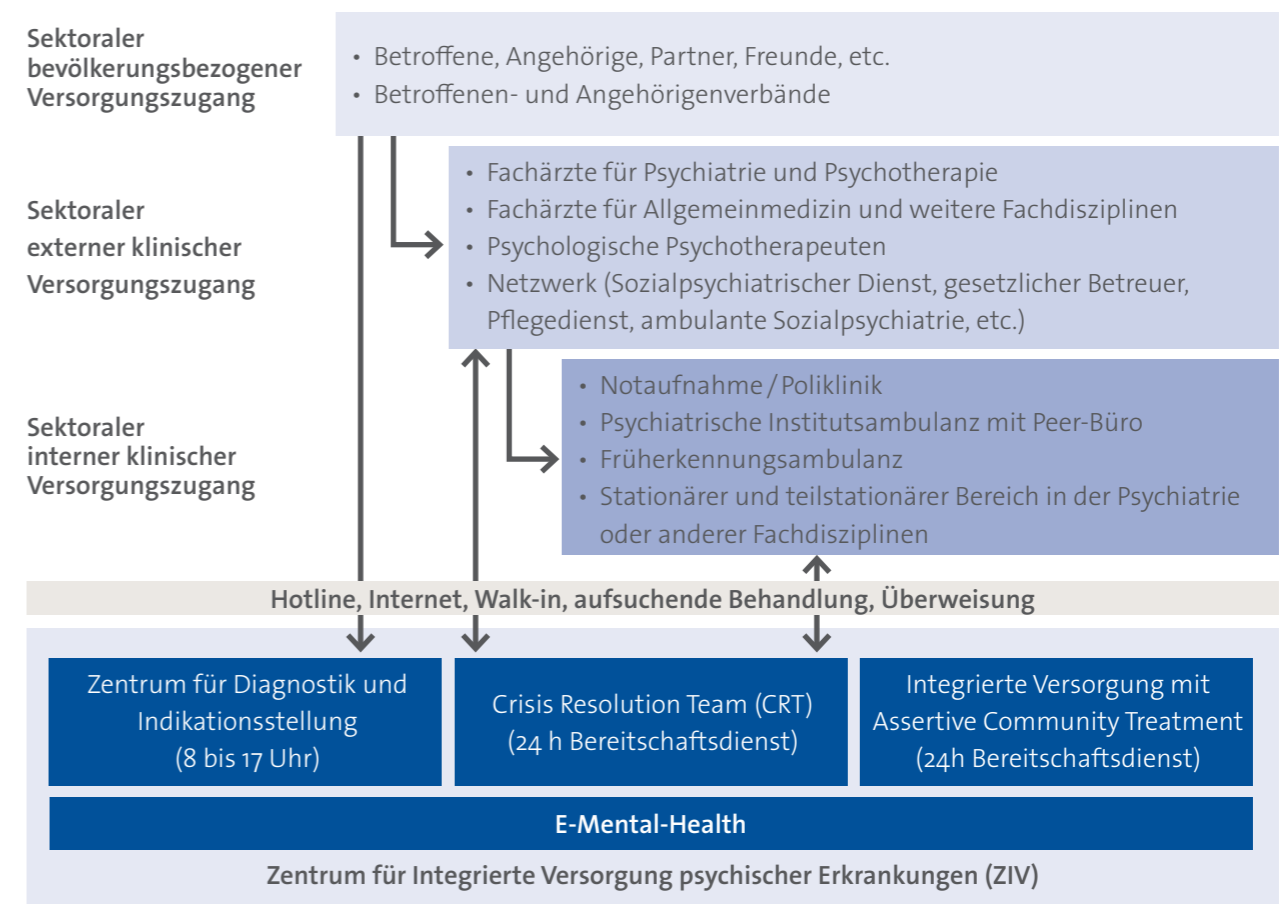 Sektoraler
bevölkerungsbezogener
Versorgungszugang
• Betroffene, Angehörige, Partner, Freunde, etc.
• Betroffenen- und Angehörigenverbände
Sektoraler
externer klinischer
Versorgungszugang
• Fachärzte für Psychiatrie und Psychotherapie
• Fachärzte für Allgemeinmedizin und weitere Fachdisziplinen
• Psychologische Psychotherapeuten
• Netzwerk (Sozialpsychiatrischer Dienst, gesetzlicher Betreuer,
Pflegedienst, ambulante Sozialpsychiatrie, etc.)
Sektoraler
interner klinischer
Versorgungszugang
• Notaufnahme / Poliklinik
• Psychiatrische Institutsambulanz mit Peer-Büro
• Früherkennungsambulanz
• Stationärer und teilstationärer Bereich in der Psychiatrie
oder anderer Fachdisziplinen
Hotline, Internet, Walk-in, aufsuchende Behandlung, Überweisung
Zentrum für Diagnostik und
Indikationsstellung
(8 bis 17 Uhr)
Crisis Resolution Team (CRT)
(24 h Bereitschaftsdienst)
Integrierte Versorgung mit
Assertive Community Treatment
(24h Bereitschaftsdienst)
E-Mental-Health
Zentrum für Integrierte Versorgung psychischer Erkrankungen (ZIV)